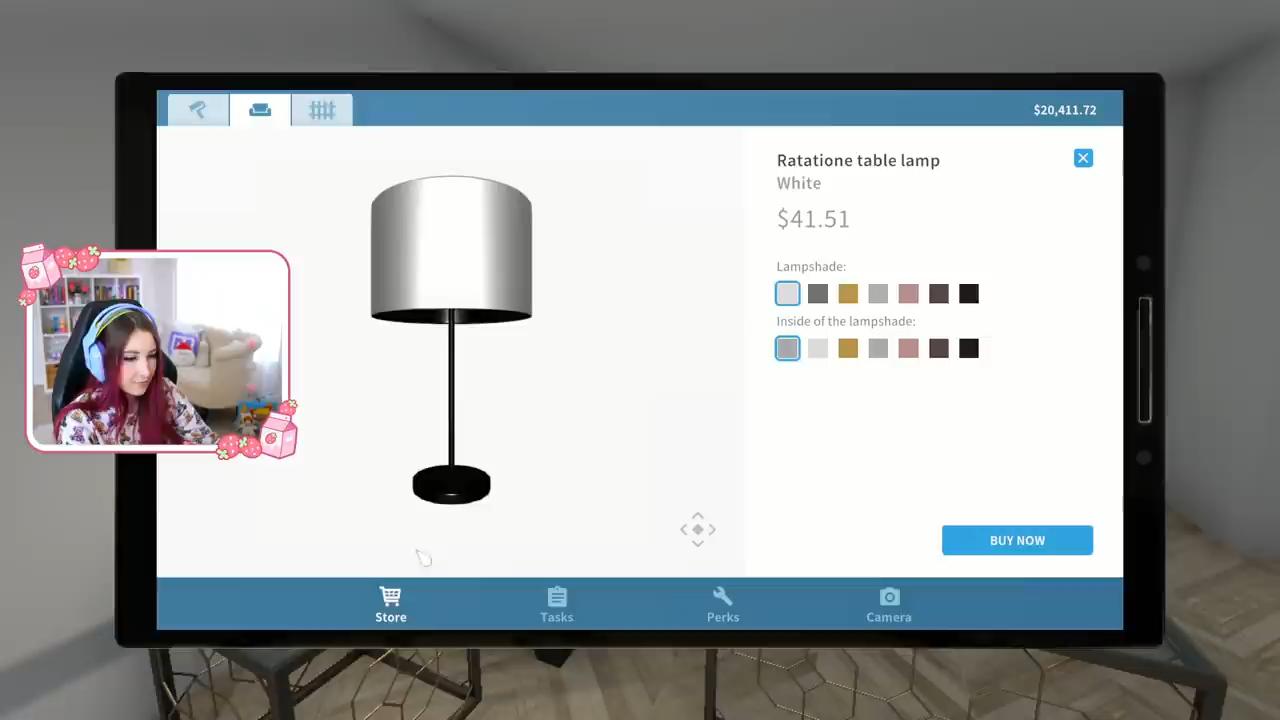 $20,411.72
Ratatione table lamp
White
$41.51
Lampshade:
Inside of the lampshade:
BUY NOW
Store
Tasks
Perks
Camera